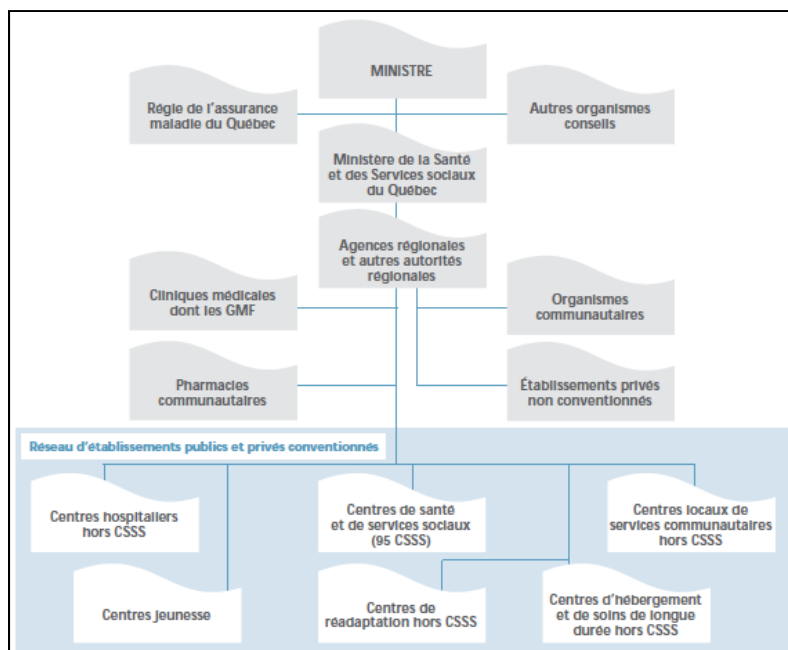 MINISTRE
Régie de l'assurance
maladie du Québec
Autres organismes
conseils
Ministère de la Santé
et des Services sociaux
du Québec
Agences régionales
et autres autorités
régionales
Cliniques médicales
dont les GMF
Organismes
communautaires
Pharmacies
communautaires
Établissements privés
non conventionnés
Réseau d'établissements publics et privés conventionnés
Centres hospitaliers
hors CSSS
Centres de santé
et de services sociaux
(95 CSSS)
Centres locaux de
services communautaires
hors CSSS
Centres jeunesse
Centres de
réadaptation hors CSSS
Centres d'hébergement
et de soins de longue
durée hors CSSS